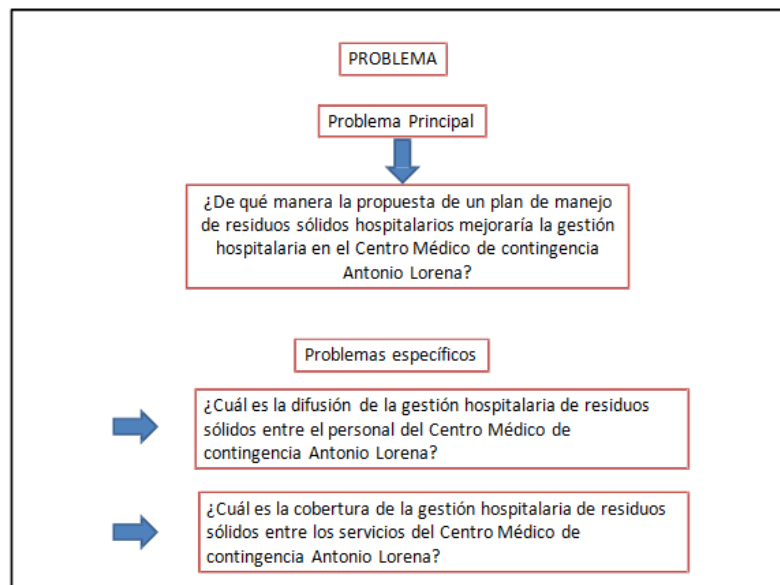 PROBLEMA
Problema Principal
¿De qué manera la propuesta de un plan de manejo
de residuos sólidos hospitalarios mejoraría la gestión
hospitalaria en el Centro Médico de contingencia
Antonio Lorena?
Problemas específicos
¿Cuál es la difusión de la gestión hospitalaria de residuos
sólidos entre el personal del Centro Médico de
contingencia Antonio Lorena?
¿Cuál es la cobertura de la gestión hospitalaria de residuos
sólidos entre los servicios del Centro Médico de
contingencia Antonio Lorena?